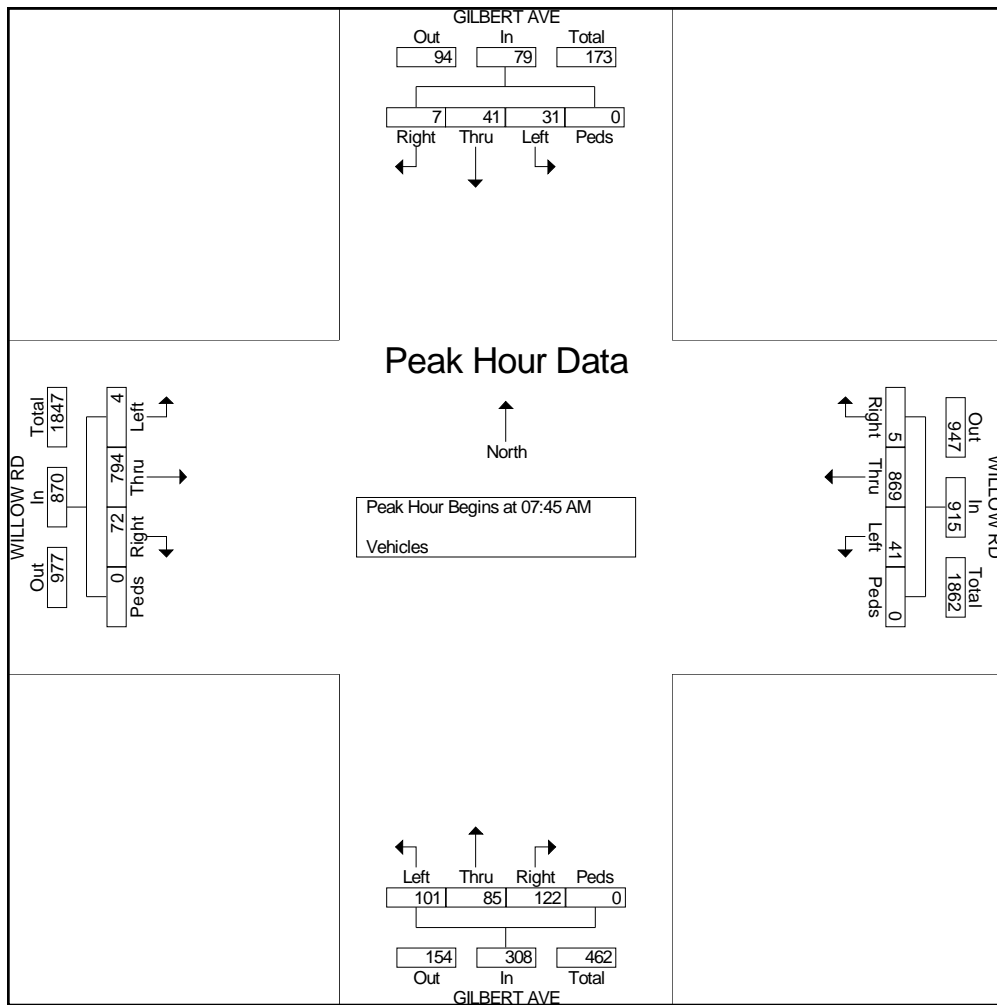 GILBERT AVE
Out In Total
94 79 173
7 41 31 0
Right Thru Left Peds
Peak Hour Data
North
Peak Hour Begins at 07:45 AM
Vehicles
WILLOW RD
Total In Out
1847 870 977
4 794 72 0
Left Thru Right Peds
WILLOW RD
Out In Total
947 915 1862
5 869 41 0
Right Thru Left Peds
Left Thru Right Peds
101 85 122 0
154 308 462
Out In Total
GILBERT AVE